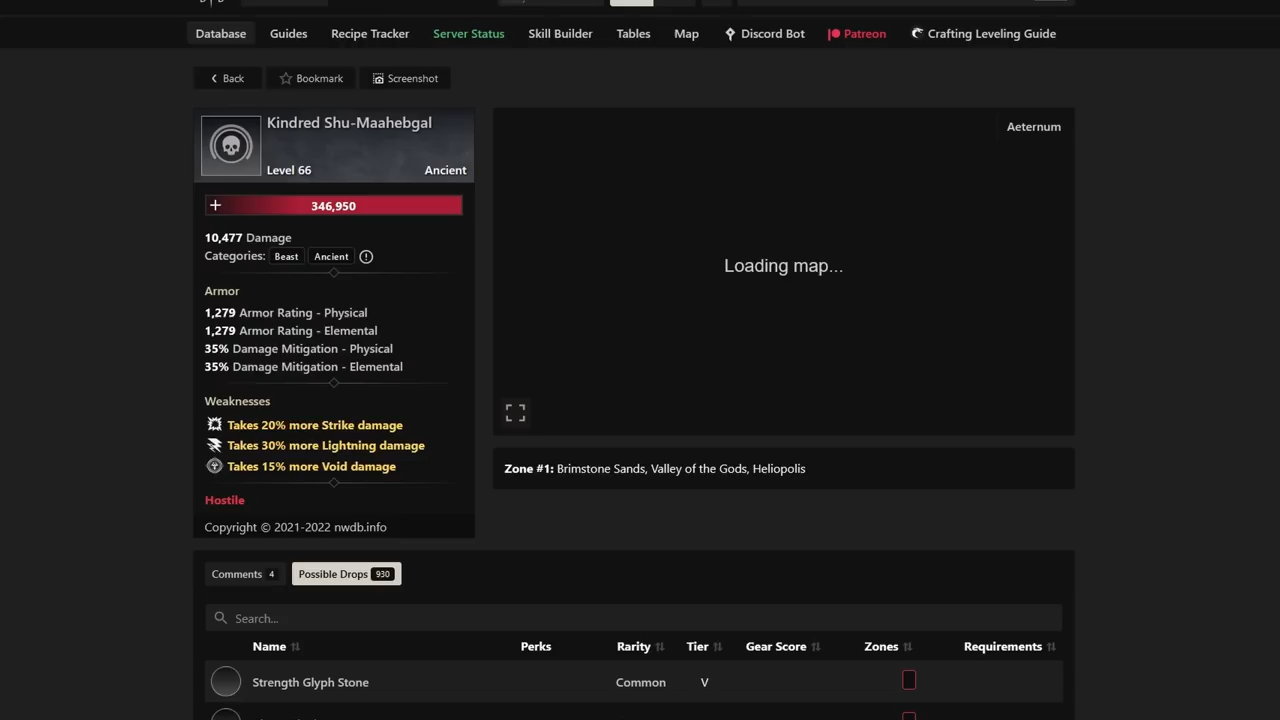 Database Guides Recipe Tracker Server Status Skill Builder Tables Map Discord Bot Patreon Crafting Leveling Guide
Back Bookmark Screenshot
Kindred Shu-Maahebgal
Level 66 Ancient
346,950
10,477 Damage
Categories: Beast Ancient
Armor
1,279 Armor Rating - Physical
1,279 Armor Rating - Elemental
35% Damage Mitigation - Physical
35% Damage Mitigation - Elemental
Weaknesses
Takes 20% more Strike damage
Takes 30% more Lightning damage
Takes 15% more Void damage
Hostile
Copyright © 2021-2022 nwdb.info
Aeternum
Loading map...
Zone #1: Brimstone Sands, Valley of the Gods, Heliopolis
Comments 4 Possible Drops 930
Search...
Name Perks Rarity Tier Gear Score Zones Requirements
Strength Glyph Stone Common V